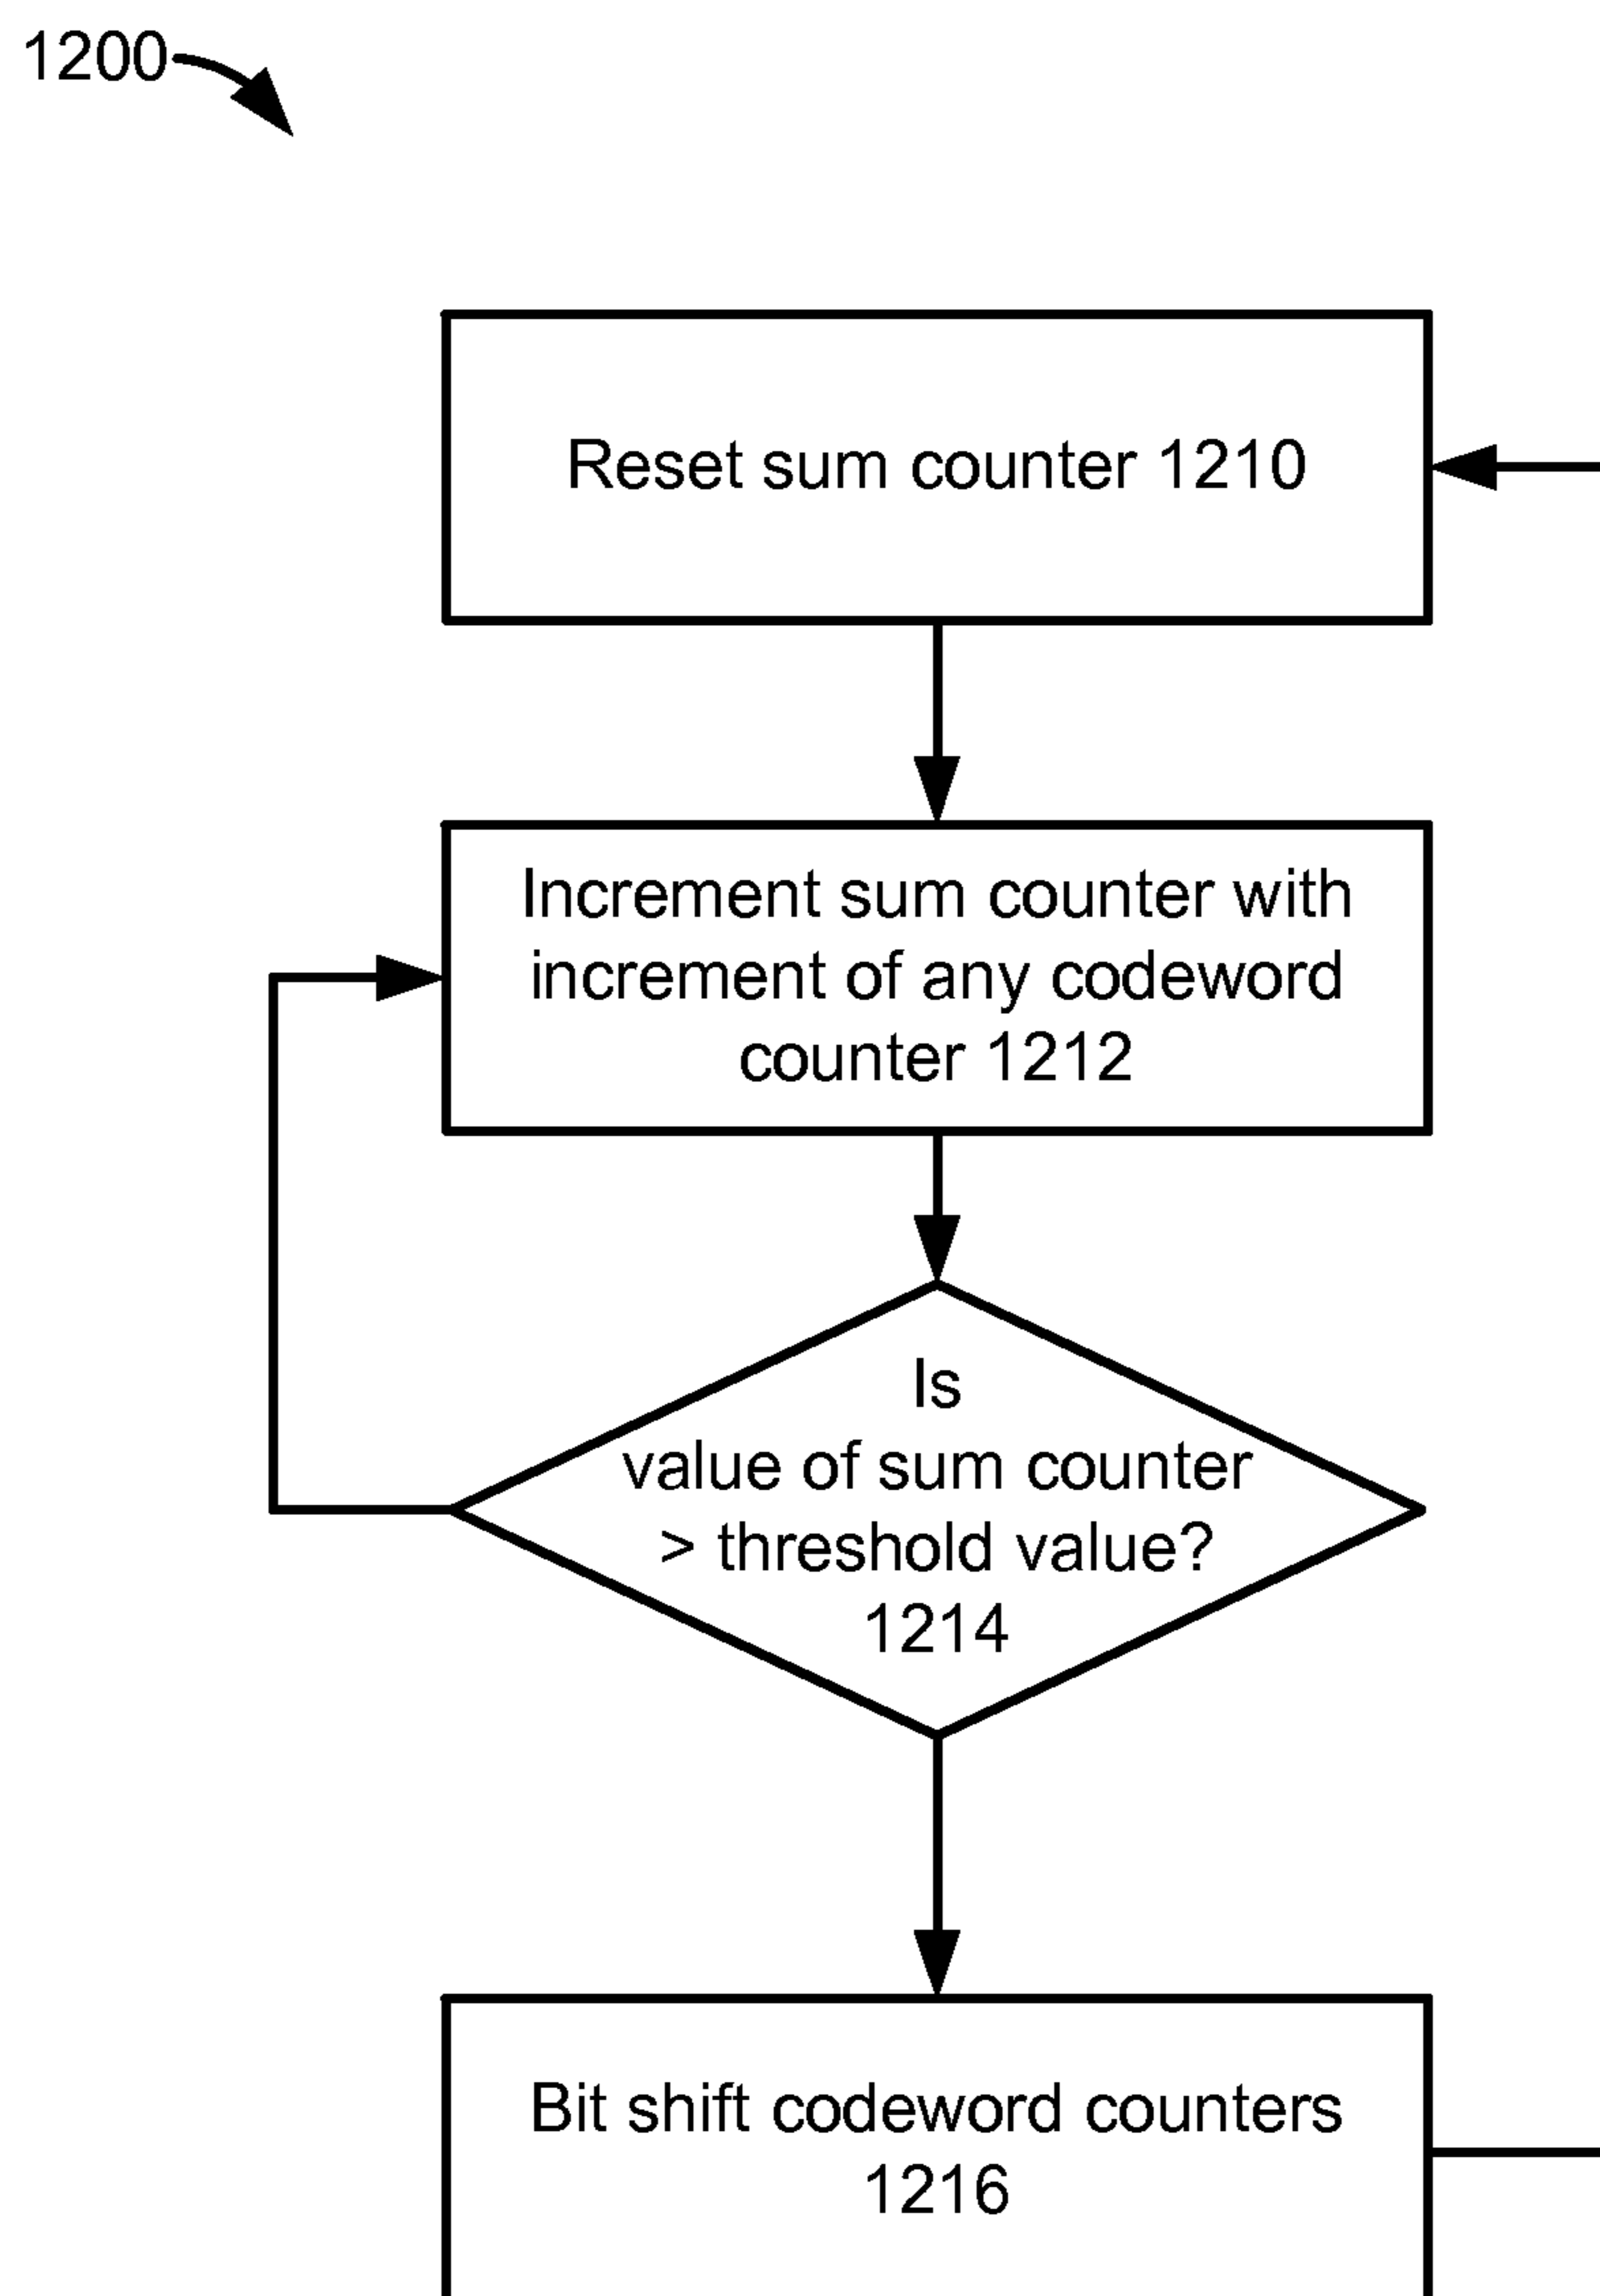 1200
Reset sum counter 1210
Increment sum counter with
increment of any codeword
counter 1212
Is
value of sum counter
> threshold value?
1214
Bit shift codeword counters
1216